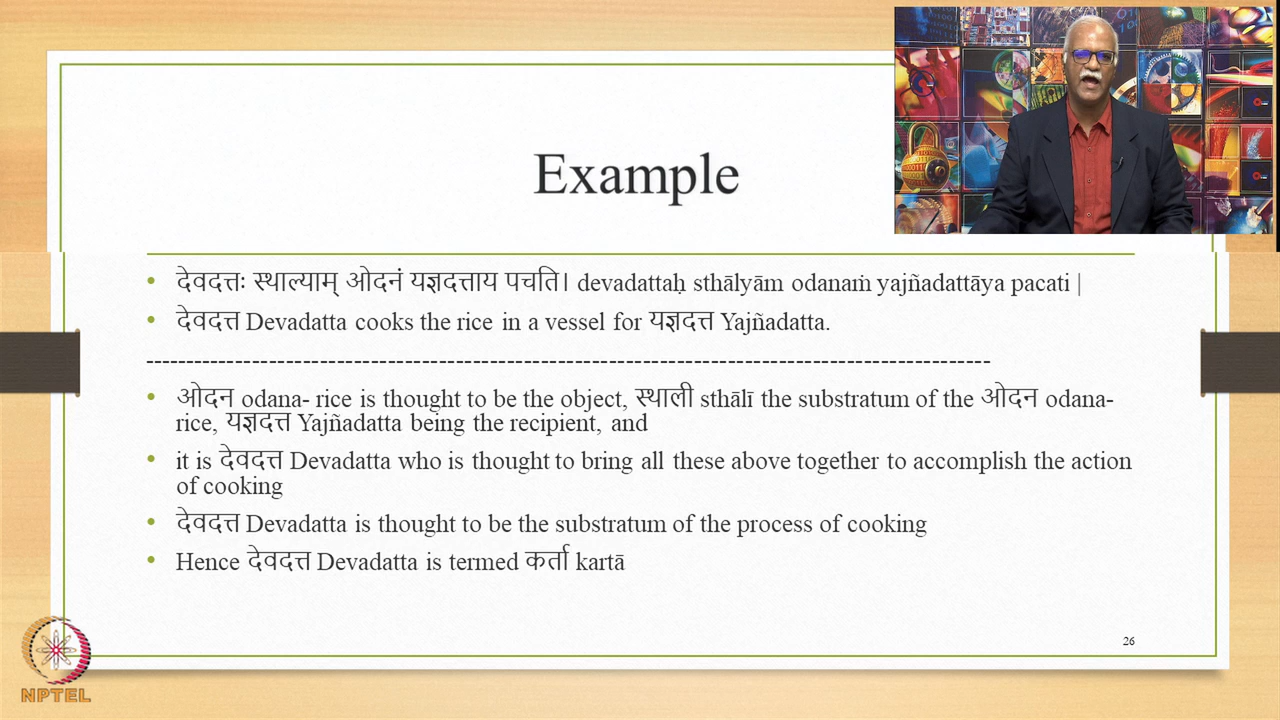 Example
• देवदत्तः स्थाल्याम् ओदनं यज्ञदत्ताय पचति। devadattaḥ sthālyām odanaṁ yajñadattāya pacati |
• देवदत्त Devadatta cooks the rice in a vessel for यज्ञदत्त Yajñadatta.
-----------------------------------------------------------------------------------------------
• ओदन odana- rice is thought to be the object, स्थाली sthālī the substratum of the ओदन odana-
rice, यज्ञदत्त Yajñadatta being the recipient, and
• it is देवदत्त Devadatta who is thought to bring all these above together to accomplish the action
of cooking
• देवदत्त Devadatta is thought to be the substratum of the process of cooking
• Hence देवदत्त Devadatta is termed कर्ता kartā
26
NPTEL